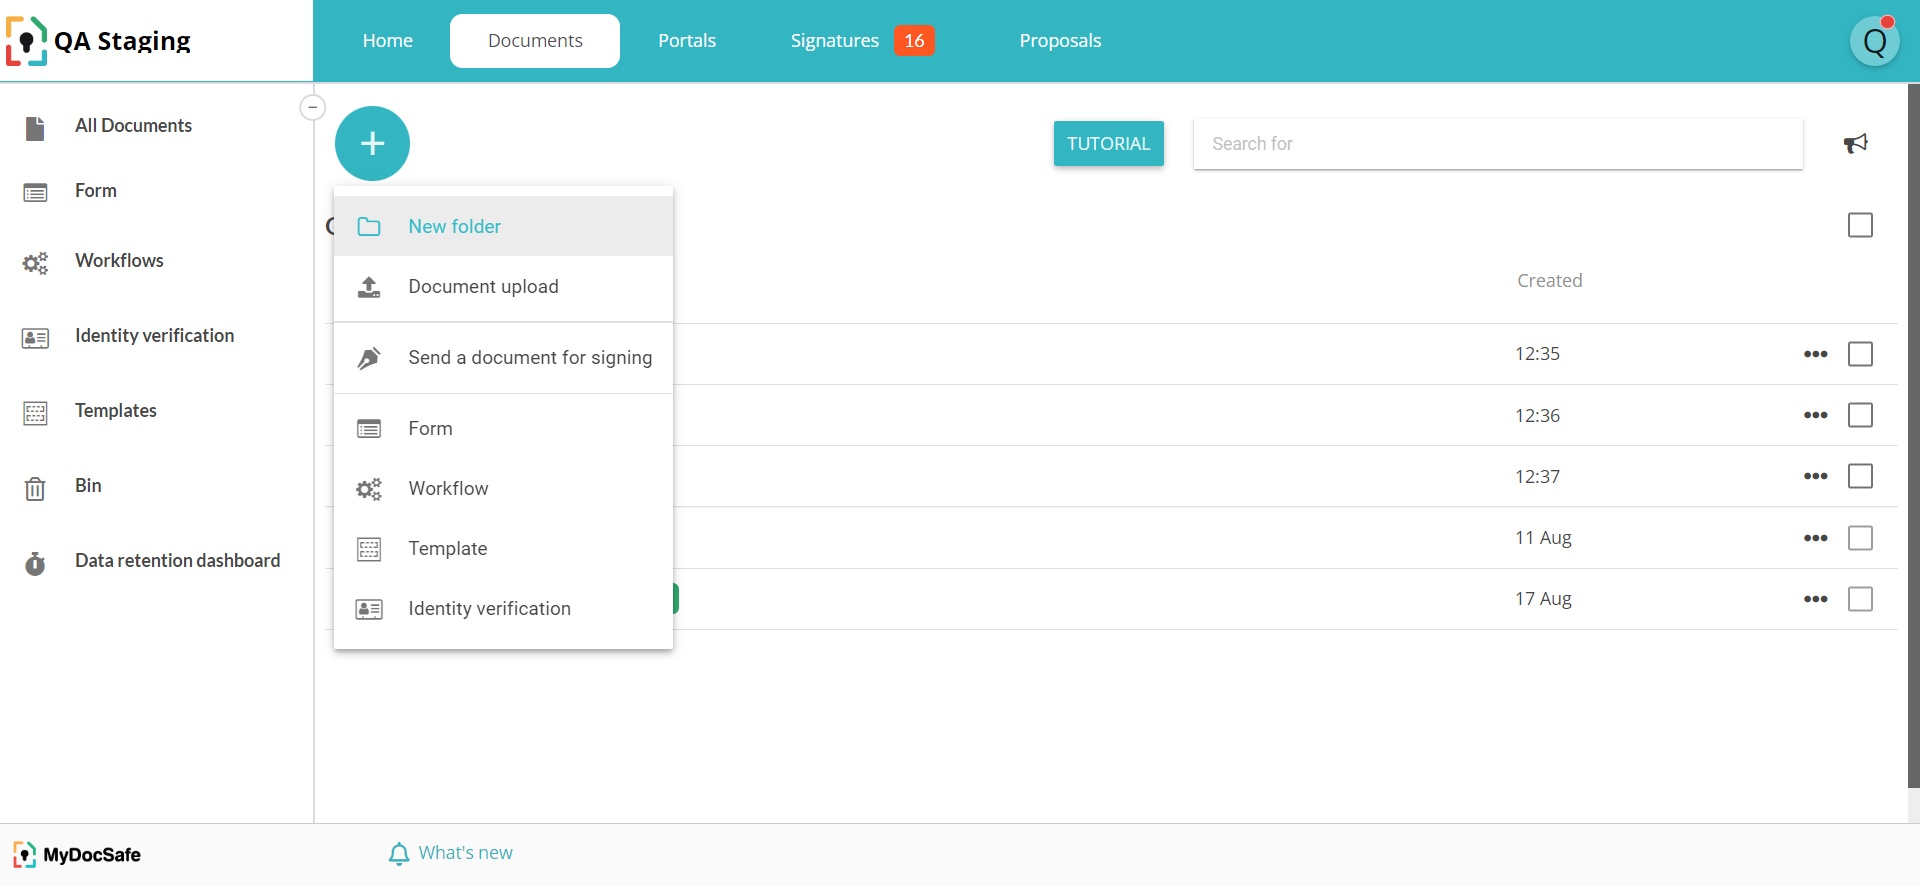 QA Staging
Home
Documents
Portals
Signatures 16
Proposals
Q
All Documents
Form
Workflows
Identity verification
Templates
Bin
Data retention dashboard
TUTORIAL
Search for
New folder
Document upload
Send a document for signing
Form
Workflow
Template
Identity verification
Created
12:35
12:36
12:37
11 Aug
17 Aug
MyDocSafe
What's new